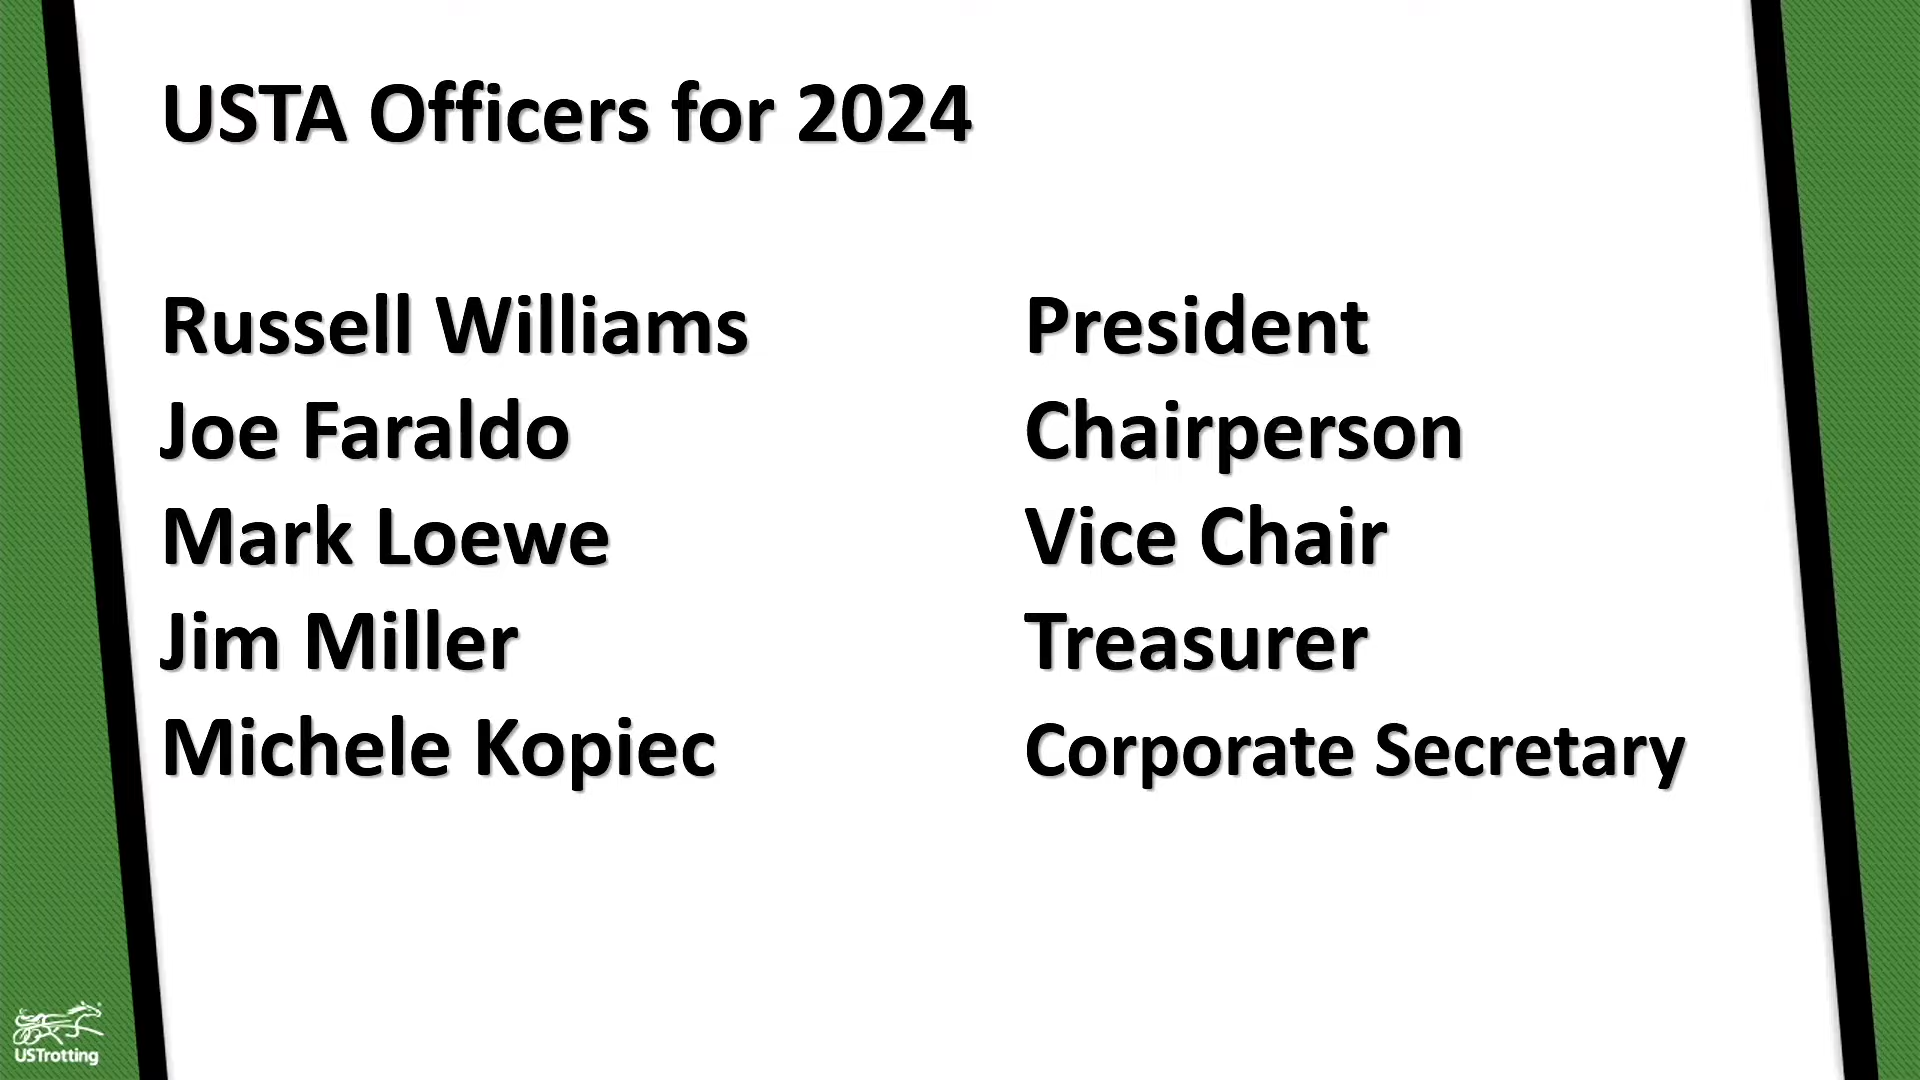 USTA Officers for 2024
Russell Williams President
Joe Faraldo Chairperson
Mark Loewe Vice Chair
Jim Miller Treasurer
Michele Kopiec Corporate Secretary
USTrotting